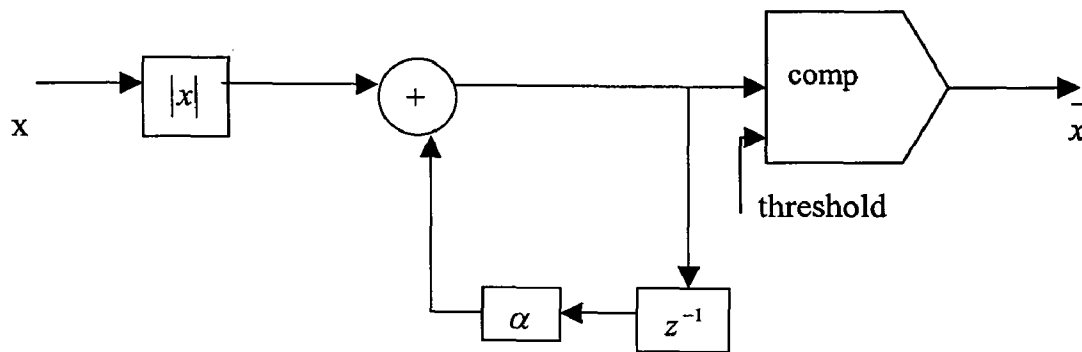 x
|x|
+
comp
threshold
x̄
α
z⁻¹